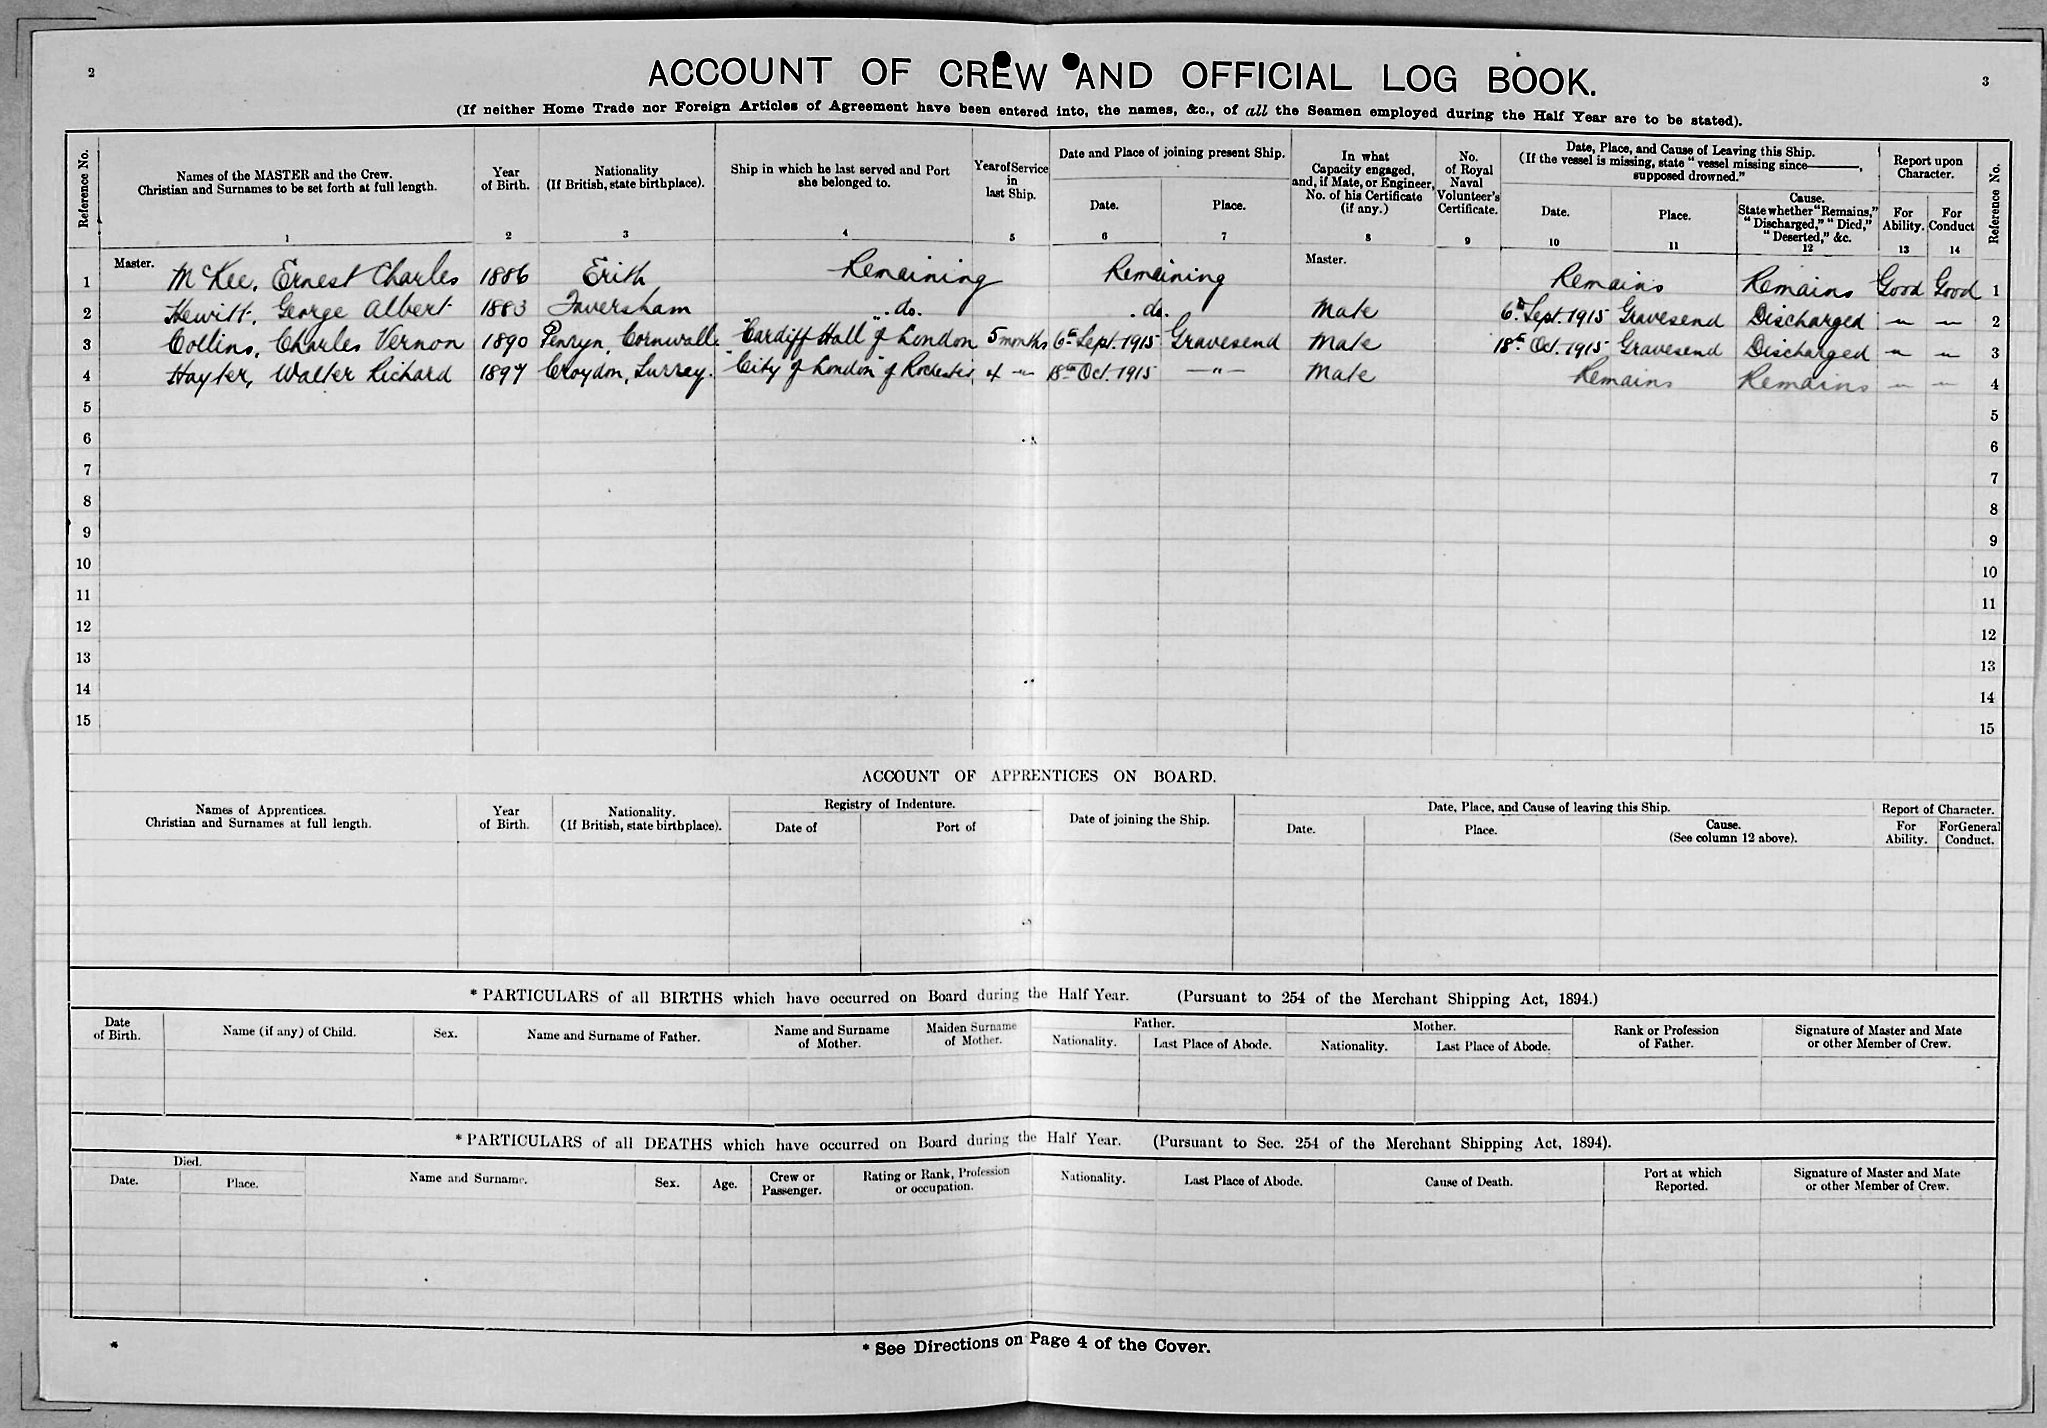 2
ACCOUNT OF CREW AND OFFICIAL LOG BOOK.
3
(If neither Home Trade nor Foreign Articles of Agreement have been entered into, the names, &c., of all the Seamen employed during the Half Year are to be stated).
Reference No.
Names of the MASTER and the Crew.
Christian and Surnames to be set forth at full length.
1
Year
of Birth.
2
Nationality
(If British, state birthplace).
3
Ship in which he last served and Port
she belonged to.
4
Year of Service
in
last Ship.
5
Date and Place of joining present Ship.
Date.
6
Place.
7
In what
Capacity engaged,
and, if Mate, or Engineer,
No. of his Certificate
(if any.)
8
No.
of Royal
Naval
Volunteer's
Certificate.
9
Date, Place, and Cause of Leaving this Ship.
(If the vessel is missing, state "vessel missing since———,
supposed drowned."
Date.
10
Place.
11
Cause.
State whether "Remains,"
"Discharged," "Died,"
"Deserted," &c.
12
Report upon
Character.
For
Ability.
13
For
Conduct
14
Reference No.
1 Master. McKee, Ernest Charles 1886 Erith Remaining Remaining Master. Remains Remains Good Good 1
2 Hewitt, George Albert 1883 Faversham " do. . do. Mate 6th Sept. 1915 Gravesend Discharged —"— —"— 2
3 Collins, Charles Vernon 1890 Penryn, Cornwall. "Cardiff Hall" of London 5 months 6th Sept. 1915 Gravesend Mate 18th Oct. 1915 Gravesend Discharged —"— —"— 3
4 Hayter, Walter Richard 1897 Croydon, Surrey. "City of London" of Rochester, 4 —"— 18th Oct. 1915 —"— Mate Remains Remains —"— —"— 4
5 5
6 6
7 7
8 8
9 9
10 10
11 11
12 12
13 13
14 14
15 15
ACCOUNT OF APPRENTICES ON BOARD.
Names of Apprentices.
Christian and Surnames at full length.
Year
of Birth.
Nationality.
(If British, state birthplace).
Registry of Indenture.
Date of
Port of
Date of joining the Ship.
Date, Place, and Cause of leaving this Ship.
Date.
Place.
Cause.
(See column 12 above).
Report of Character.
For
Ability.
For General
Conduct.
* PARTICULARS of all BIRTHS which have occurred on Board during the Half Year. (Pursuant to 254 of the Merchant Shipping Act, 1894.)
Date
of Birth.
Name (if any) of Child.
Sex.
Name and Surname of Father.
Name and Surname
of Mother.
Maiden Surname
of Mother.
Father.
Nationality.
Last Place of Abode.
Mother.
Nationality.
Last Place of Abode.
Rank or Profession
of Father.
Signature of Master and Mate
or other Member of Crew.
* PARTICULARS of all DEATHS which have occurred on Board during the Half Year. (Pursuant to Sec. 254 of the Merchant Shipping Act, 1894).
Died.
Date.
Place.
Name and Surname.
Sex.
Age.
Crew or
Passenger.
Rating or Rank, Profession
or occupation.
Nationality.
Last Place of Abode.
Cause of Death.
Port at which
Reported.
Signature of Master and Mate
or other Member of Crew.
*
* See Directions on Page 4 of the Cover.